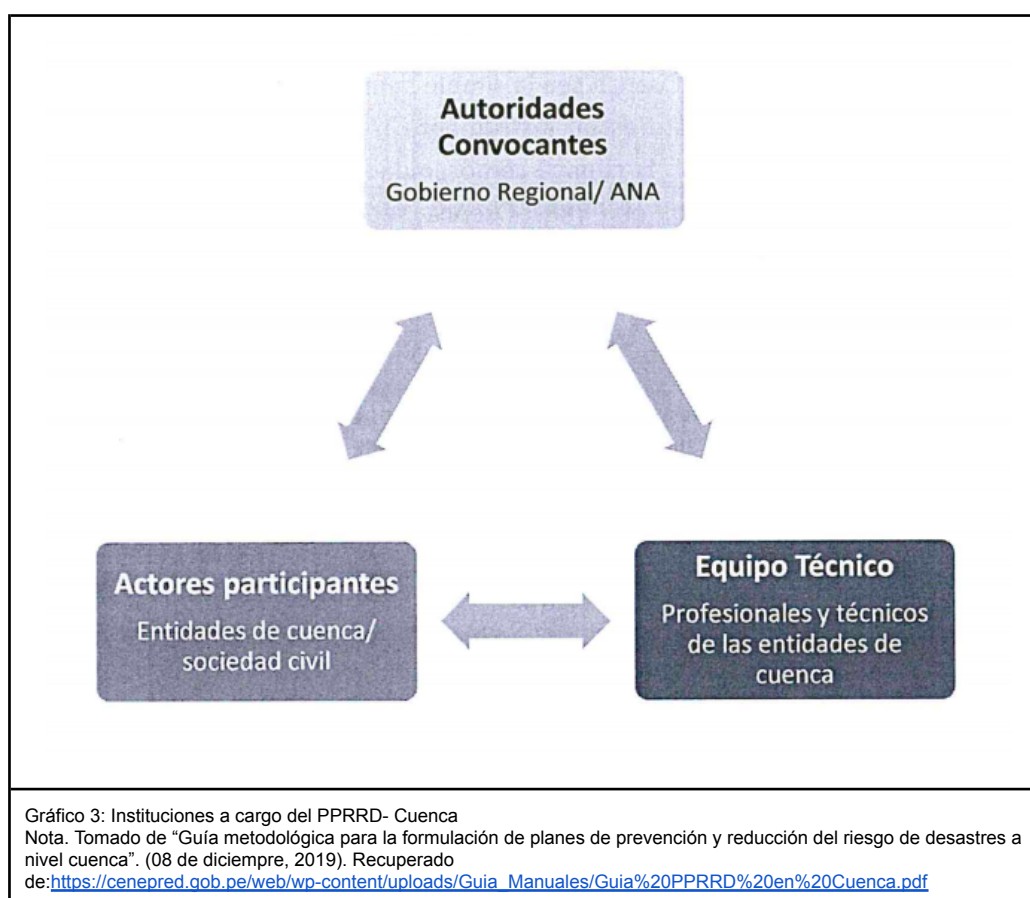 Autoridades
Convocantes
Gobierno Regional/ ANA
Actores participantes
Entidades de cuenca/
sociedad civil
Equipo Técnico
Profesionales y técnicos
de las entidades de
cuenca
Gráfico 3: Instituciones a cargo del PPRRD- Cuenca
Nota. Tomado de “Guía metodológica para la formulación de planes de prevención y reducción del riesgo de desastres a
nivel cuenca”. (08 de diciembre, 2019). Recuperado
de:https://cenepred.gob.pe/web/wp-content/uploads/Guia_Manuales/Guia%20PPRRD%20en%20Cuenca.pdf